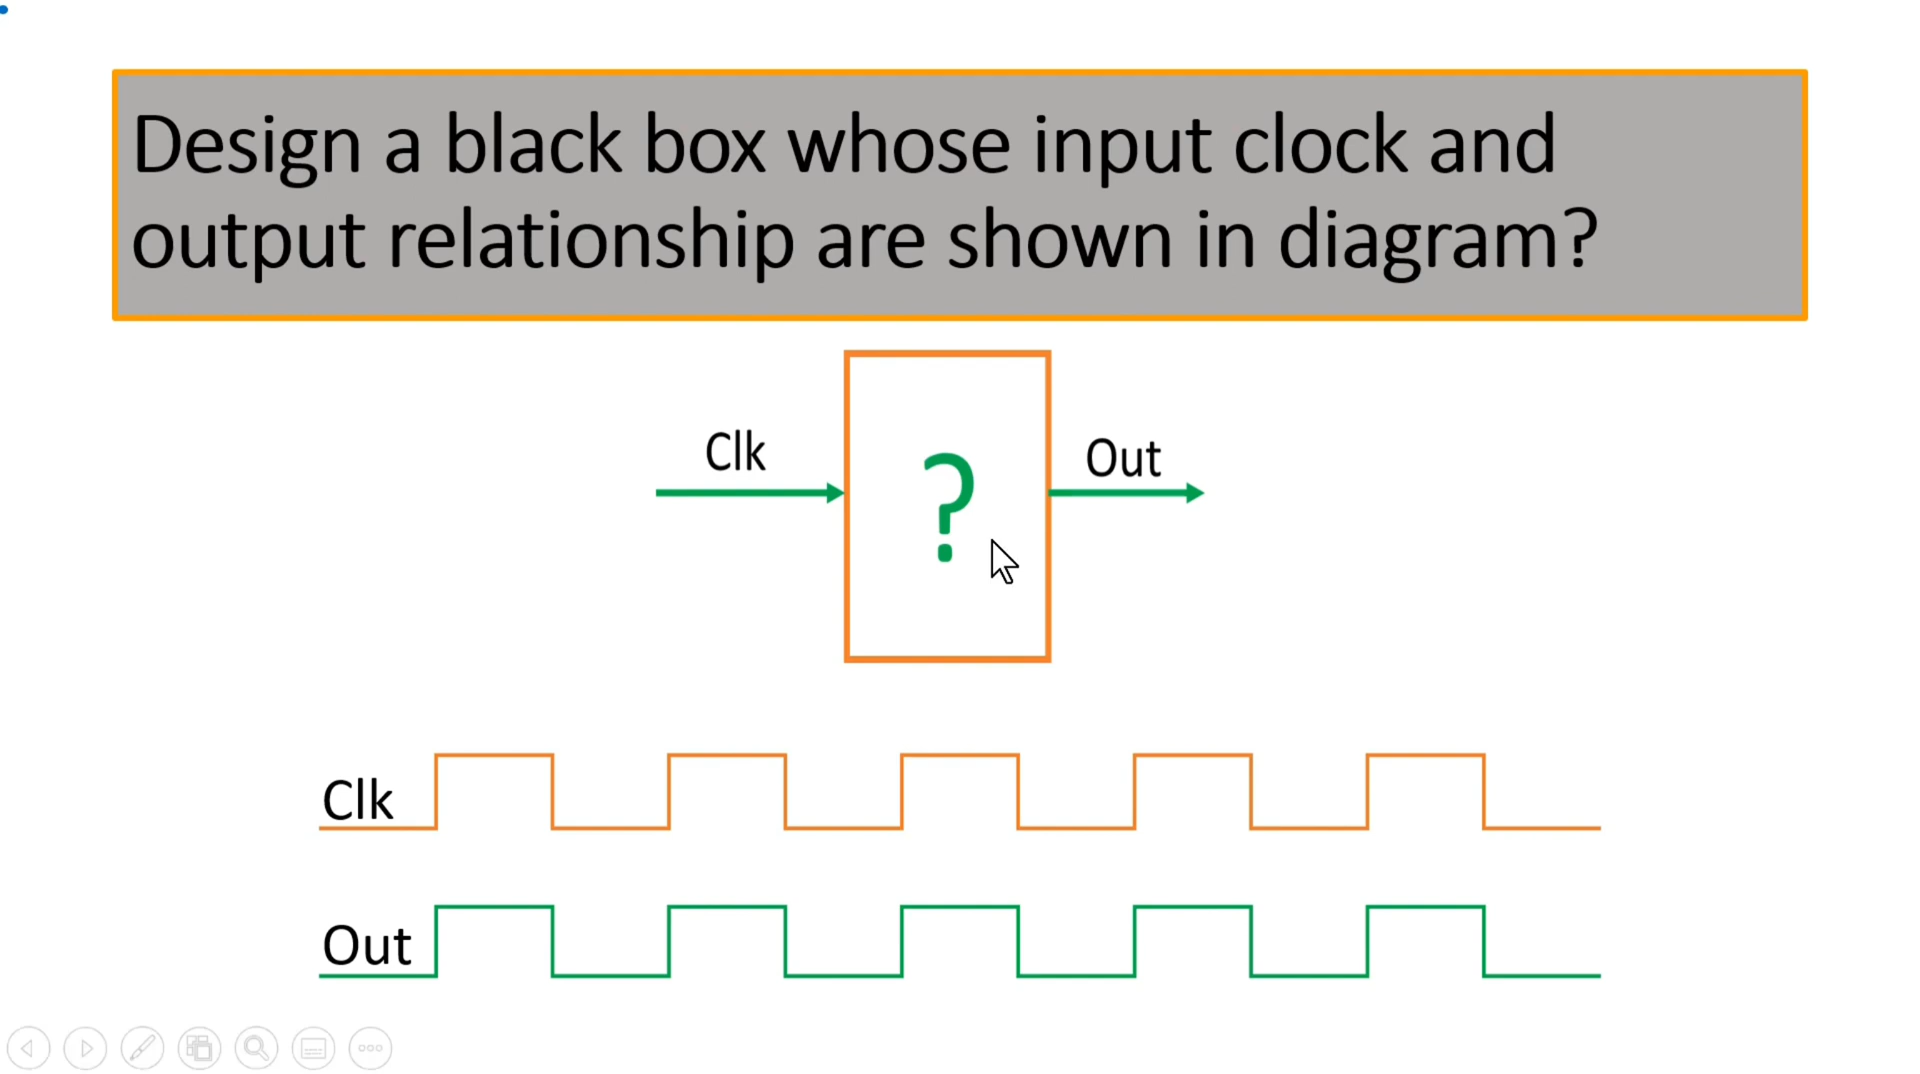 Design a black box whose input clock and
output relationship are shown in diagram?
Clk
Out
?
Clk
Out